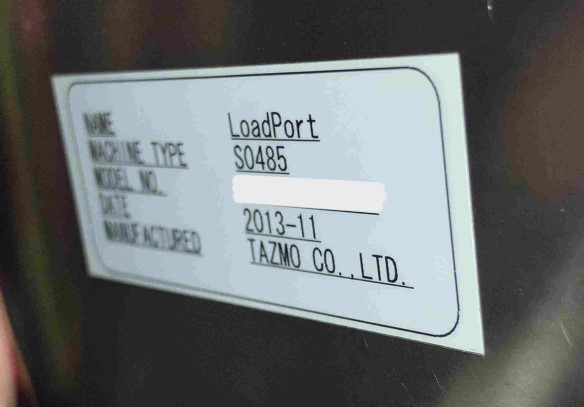 NAME LoadPort
MACHINE TYPE S0485
MODEL NO.
DATE 2013-11
MANUFACTURED TAZMO CO.,LTD.